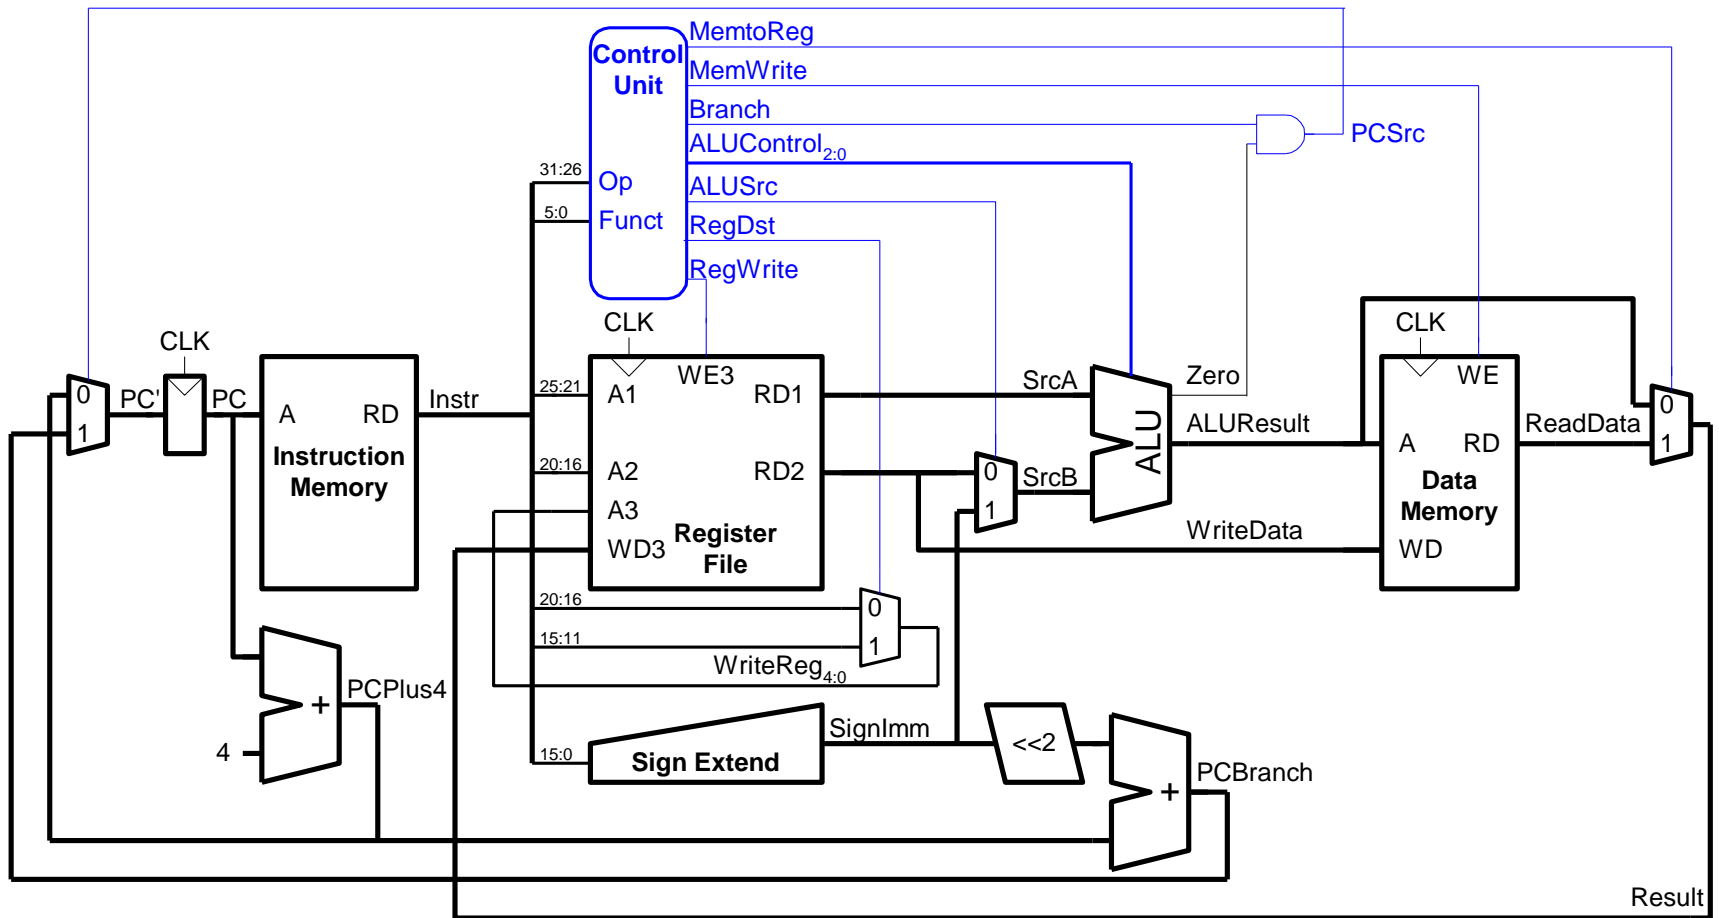 MemtoReg
Control
Unit
MemWrite
Branch
PCSrc
ALUControl2:0
31:26
Op
ALUSrc
5:0
Funct
RegDst
RegWrite
CLK
CLK
CLK
0
1
PC'
PC
A
RD
Instruction
Memory
Instr
25:21
A1
WE3
RD1
SrcA
20:16
A2
RD2
A3
WD3
Register
File
0
1
SrcB
ALU
Zero
ALUResult
WriteData
WE
A
RD
Data
Memory
WD
ReadData
0
1
20:16
0
15:11
1
WriteReg4:0
PCPlus4
+
4
15:0
Sign Extend
SignImm
<<2
+
PCBranch
Result